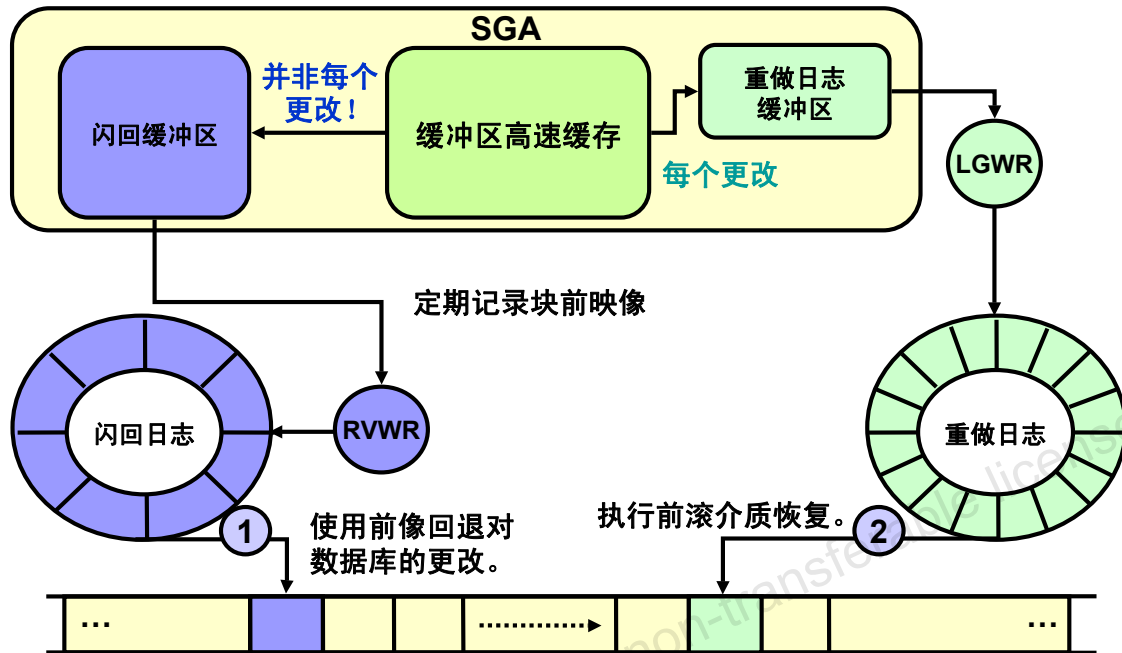 SGA
闪回缓冲区
并非每个
更改！
缓冲区高速缓存
每个更改
重做日志
缓冲区
LGWR
定期记录块前映像
闪回日志
RVWR
重做日志
1
使用前像回退对
数据库的更改。
执行前滚介质恢复。
2
...
...
non-transferable license